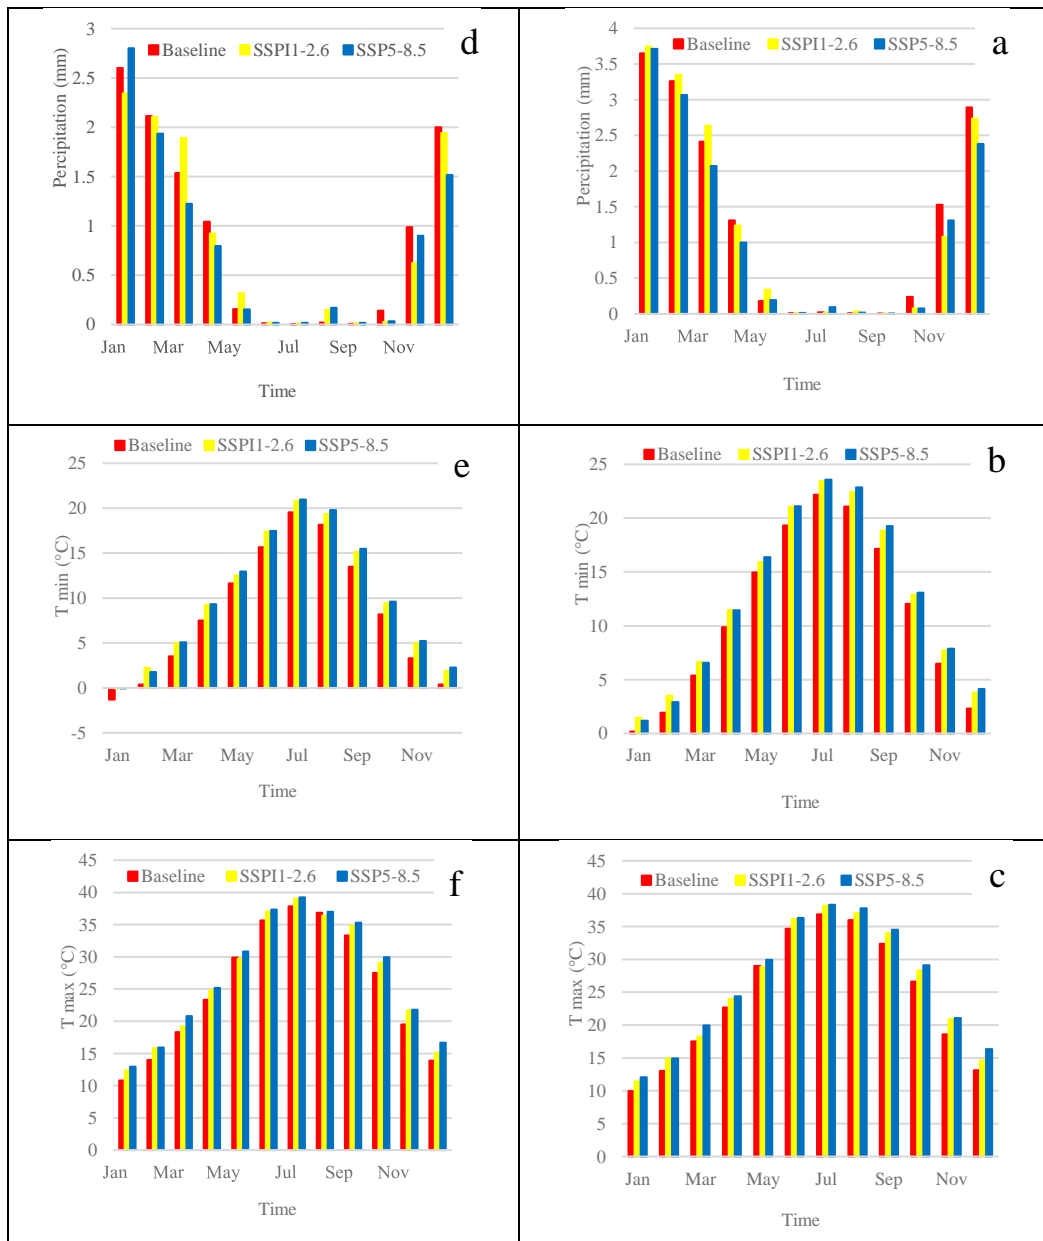 d
Baseline SSPI1-2.6 SSP5-8.5
Percipitation (mm)
3
2.5
2
1.5
1
0.5
0
Jan Mar May Jul Sep Nov
Time
a
Baseline SSPI1-2.6 SSP5-8.5
Percipitation (mm)
4
3.5
3
2.5
2
1.5
1
0.5
0
Jan Mar May Jul Sep Nov
Time
Baseline SSPI1-2.6 SSP5-8.5
e
T min (°C)
25
20
15
10
5
0
-5
Jan Mar May Jul Sep Nov
Time
Baseline SSPI1-2.6 SSP5-8.5
b
T min (°C)
25
20
15
10
5
0
Jan Mar May Jul Sep Nov
Time
Baseline SSPI1-2.6 SSP5-8.5
f
T max (°C)
45
40
35
30
25
20
15
10
5
0
Jan Mar May Jul Sep Nov
Time
Baseline SSPI1-2.6 SSP5-8.5
c
T max (°C)
45
40
35
30
25
20
15
10
5
0
Jan Mar May Jul Sep Nov
Time